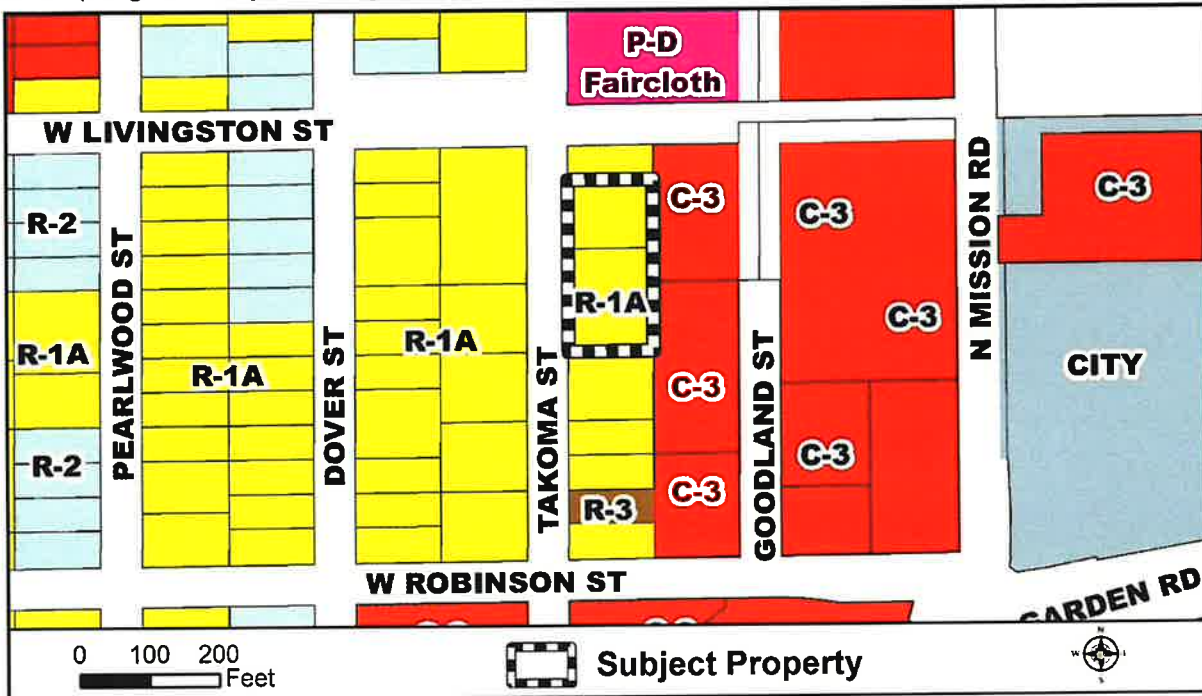 P-D
Faircloth
W LIVINGSTON ST
R-2
R-1A
R-2
PEARLWOOD ST
R-1A
DOVER ST
R-1A
TAKOMA ST
R-1A
R-3
C-3
C-3
C-3
GOODLAND ST
C-3
C-3
C-3
N MISSION RD
C-3
CITY
W ROBINSON ST
GARDEN RD
0 100 200
Feet
Subject Property
N
W
S